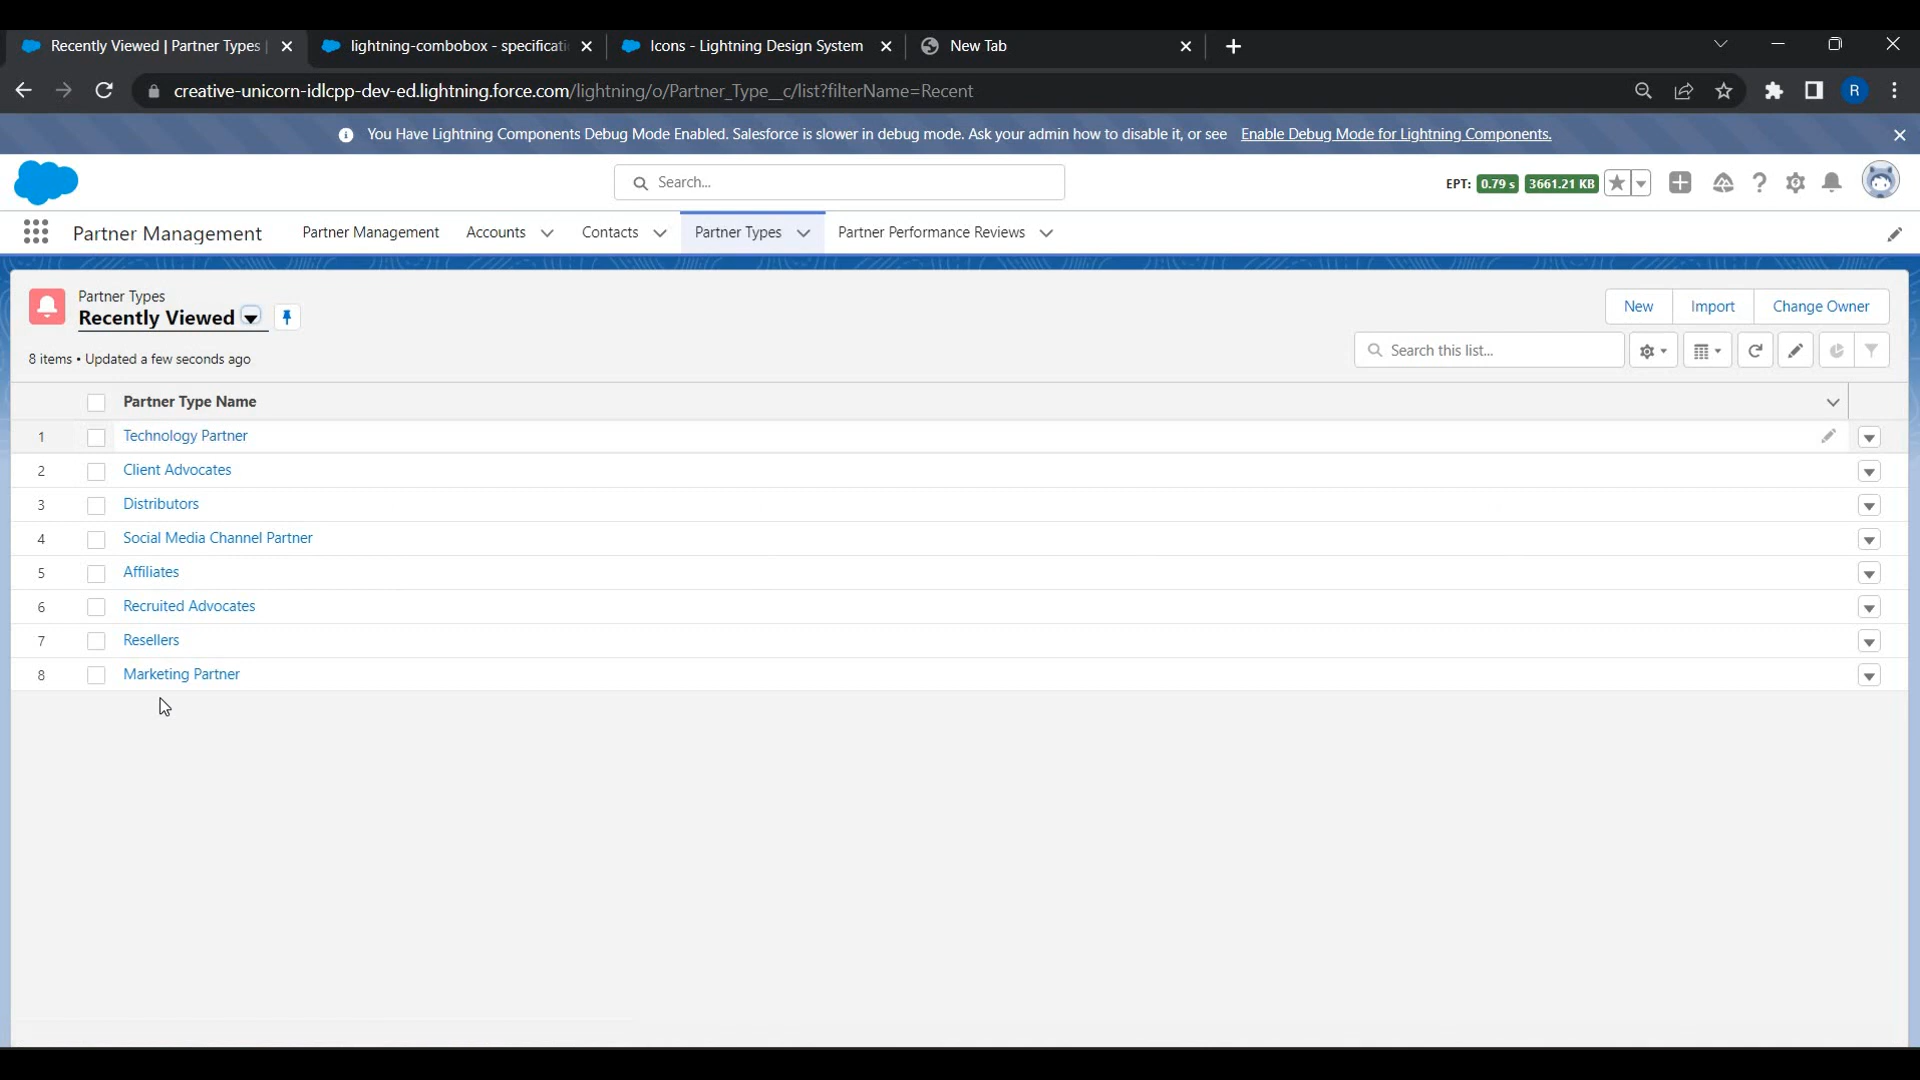 Recently Viewed | Partner Types
lightning-combobox - specificati
Icons - Lightning Design System
New Tab
creative-unicorn-idlcpp-dev-ed.lightning.force.com/lightning/o/Partner_Type__c/list?filterName=Recent
R
You Have Lightning Components Debug Mode Enabled. Salesforce is slower in debug mode. Ask your admin how to disable it, or see Enable Debug Mode for Lightning Components.
Search...
EPT: 0.79 s 3661.21 KB
Partner Management
Partner Management
Accounts
Contacts
Partner Types
Partner Performance Reviews
Partner Types
Recently Viewed
New
Import
Change Owner
8 items • Updated a few seconds ago
Search this list...
Partner Type Name
1 Technology Partner
2 Client Advocates
3 Distributors
4 Social Media Channel Partner
5 Affiliates
6 Recruited Advocates
7 Resellers
8 Marketing Partner